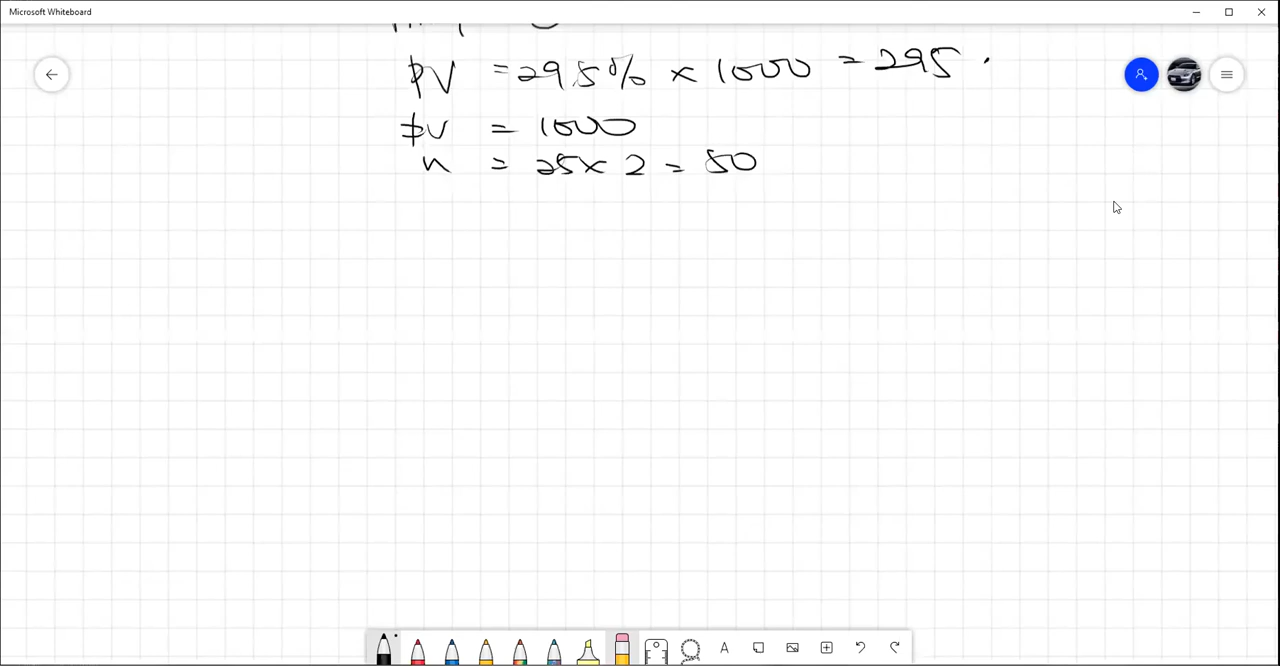 Microsoft Whiteboard
PV = 29.5% × 1000 = 295.
FV = 1000
n = 25 × 2 = 50
A